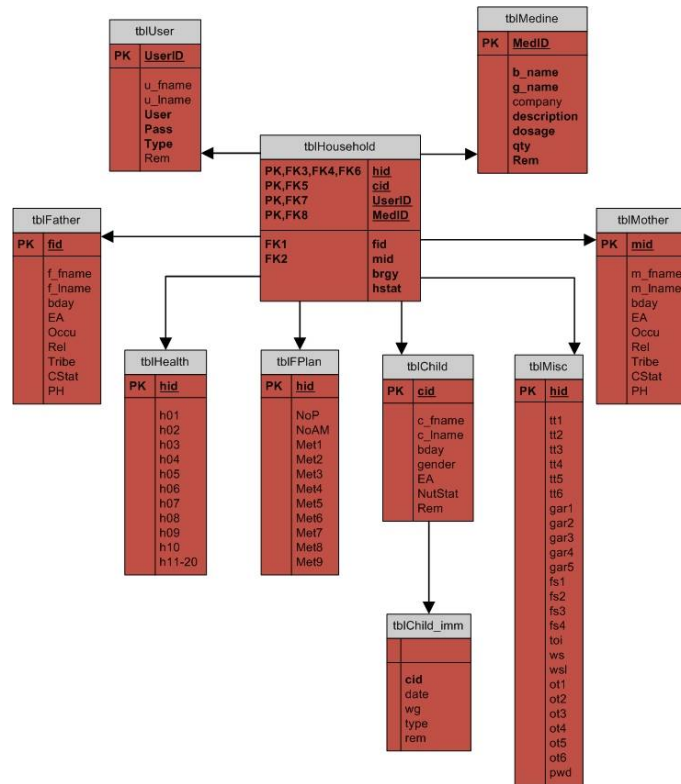 tblUser
PK UserID
u_fname
u_lname
User
Pass
Type
Rem
tblMedine
PK MedID
b_name
g_name
company
description
dosage
qty
Rem
tblHousehold
PK,FK3,FK4,FK6 hid
PK,FK5 cid
PK,FK7 UserID
PK,FK8 MedID
FK1 fid
FK2 mid
brgy
hstat
tblFather
PK fid
f_fname
f_lname
bday
EA
Occu
Rel
Tribe
CStat
PH
tblMother
PK mid
m_fname
m_lname
bday
EA
Occu
Rel
Tribe
CStat
PH
tblHealth
PK hid
h01
h02
h03
h04
h05
h06
h07
h08
h09
h10
h11-20
tblFPlan
PK hid
NoP
NoAM
Met1
Met2
Met3
Met4
Met5
Met6
Met7
Met8
Met9
tblChild
PK cid
c_fname
c_lname
bday
gender
EA
NutStat
Rem
tblMisc
PK hid
tt1
tt2
tt3
tt4
tt5
tt6
gar1
gar2
gar3
gar4
gar5
fs1
fs2
fs3
fs4
toi
ws
wsl
ot1
ot2
ot3
ot4
ot5
ot6
pwd
tblChild_imm
cid
date
wg
type
rem